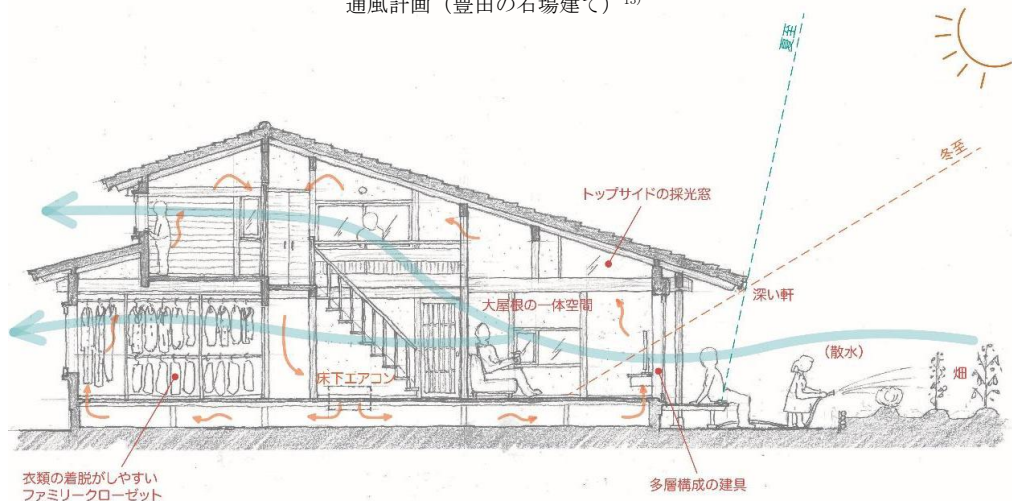 通風計画（豊田の石場建て）¹³⁾
夏至
冬至
トップサイドの採光窓
深い軒
大屋根の一体空間
（散水）
畑
床下エアコン
衣類の着脱がしやすい
ファミリークローゼット
多層構成の建具